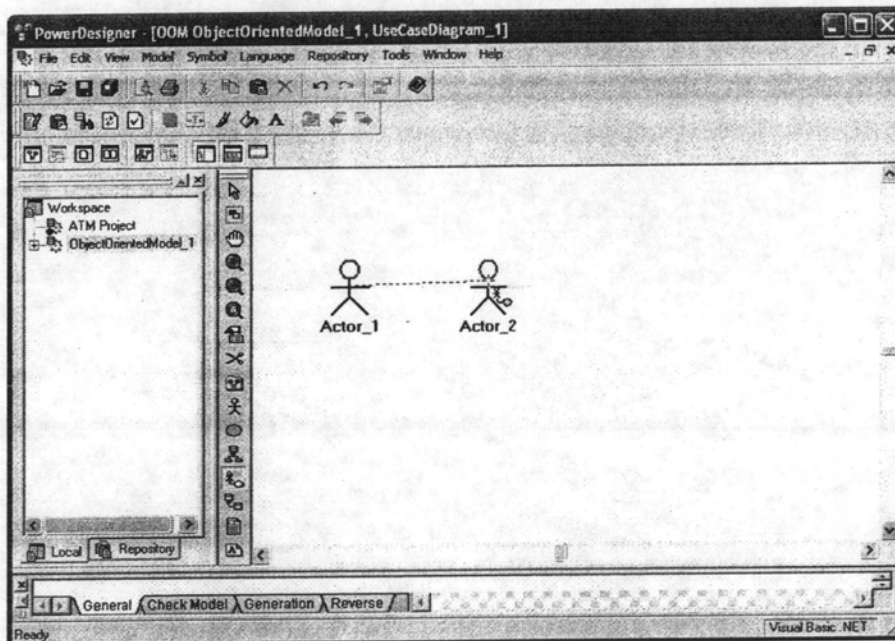 PowerDesigner - [OOM ObjectOrientedModel_1, UseCaseDiagram_1]
File Edit View Model Symbol Language Repository Tools Window Help
Workspace
ATM Project
ObjectOrientedModel_1
Actor_1
Actor_2
Local
Repository
General
Check Model
Generation
Reverse
Ready
Visual Basic .NET